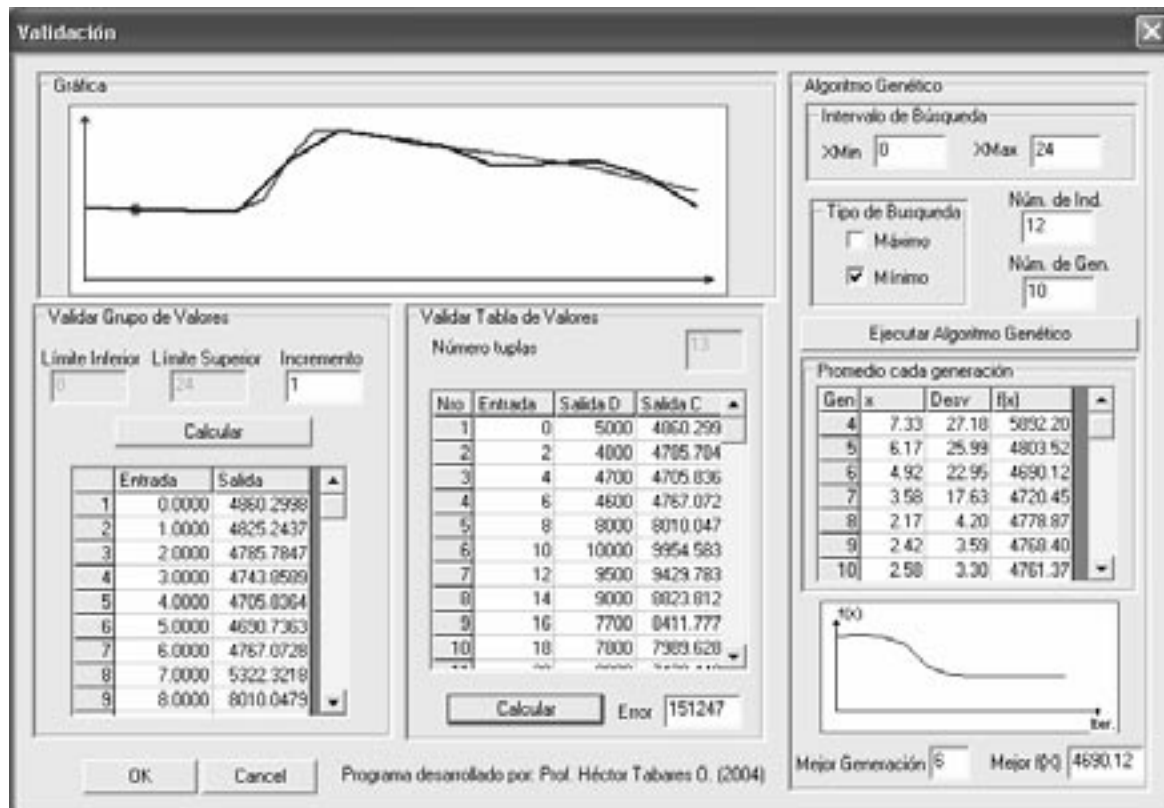 Validación
Gráfica
Validar Grupo de Valores
Límite Inferior Límite Superior Incremento
0 24 1
Calcular
Entrada Salida
1 0.0000 4860.2998
2 1.0000 4825.2437
3 2.0000 4785.7847
4 3.0000 4743.8589
5 4.0000 4705.8364
6 5.0000 4690.7363
7 6.0000 4767.0728
8 7.0000 5322.3218
9 8.0000 8010.0479
Validar Tabla de Valores
Número tuplas 13
Nro Entrada Salida D Salida C
1 0 5000 4860.299
2 2 4800 4785.784
3 4 4700 4705.836
4 6 4600 4767.072
5 8 8000 8010.047
6 10 10000 9954.583
7 12 9500 9429.783
8 14 9000 8823.812
9 16 7700 8411.777
10 18 7800 7989.628
Calcular Error 151247
Algoritmo Genético
Intervalo de Búsqueda
XMin 0 XMax 24
Tipo de Busqueda
Máximo
Mínimo
Núm. de Ind.
12
Núm. de Gen.
10
Ejecutar Algoritmo Genético
Promedio cada generación
Gen x Desv f(x)
4 7.33 27.18 5892.20
5 6.17 25.99 4803.52
6 4.92 22.95 4690.12
7 3.58 17.63 4720.45
8 2.17 4.20 4778.87
9 2.42 3.59 4768.40
10 2.58 3.30 4761.37
f(x)
Iter.
Mejor Generación 6 Mejor f(X) 4690.12
OK Cancel Programa desarrollado por: Prof. Héctor Tabares O. (2004)